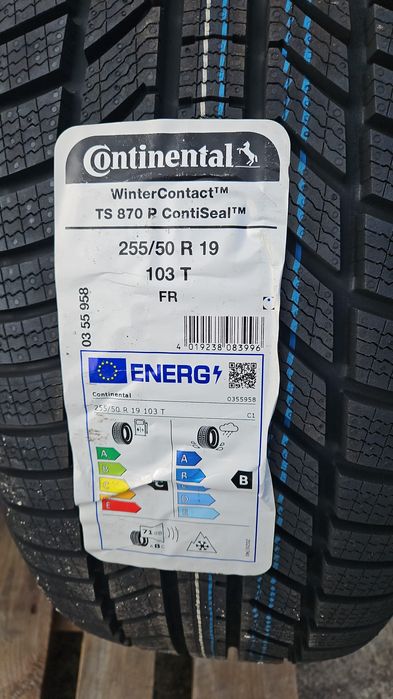 Continental
WinterContact™
TS 870 P ContiSeal™
255/50 R 19
103 T
FR
03 55 958
4 019238 083996
ENERG
Continental
0355958
255/50 R 19 103 T
C1
A
B
C
E
C
A
B
C
D
E
B
71 dB
A B C